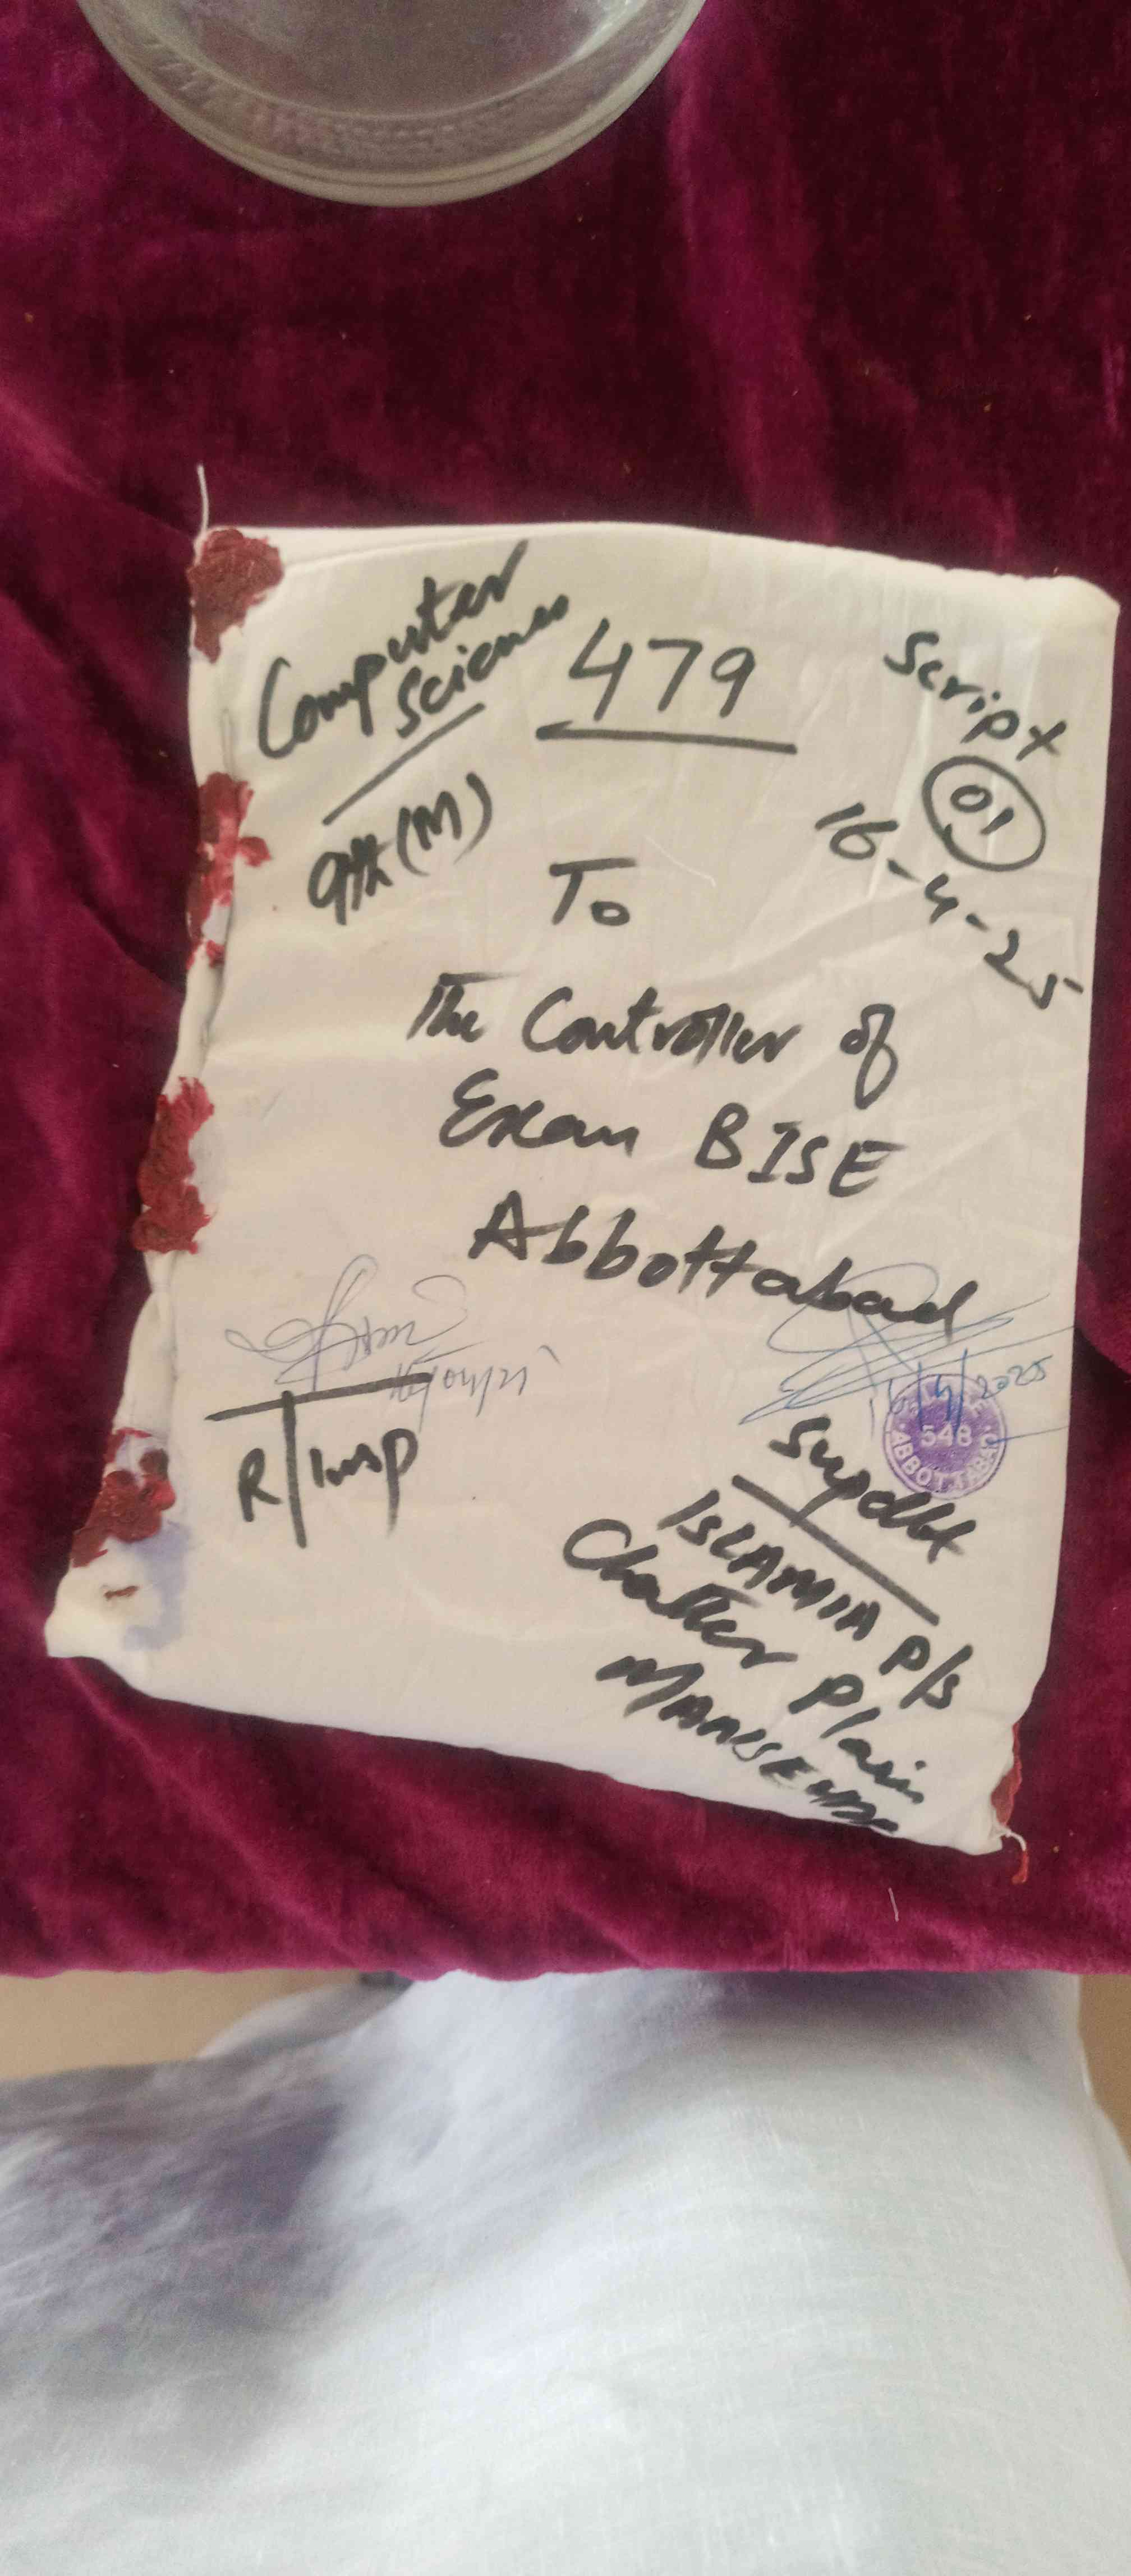 Computer
Science
479
Script
01
9th (M)
16-4-25
To
The Controller of
Exam BISE
Abbottabad
16/4/2025
548
ABBOTTABAD
R/Insp
Supdtt
ISLAMIA P/S
Chatter Plain
MANSEHRA